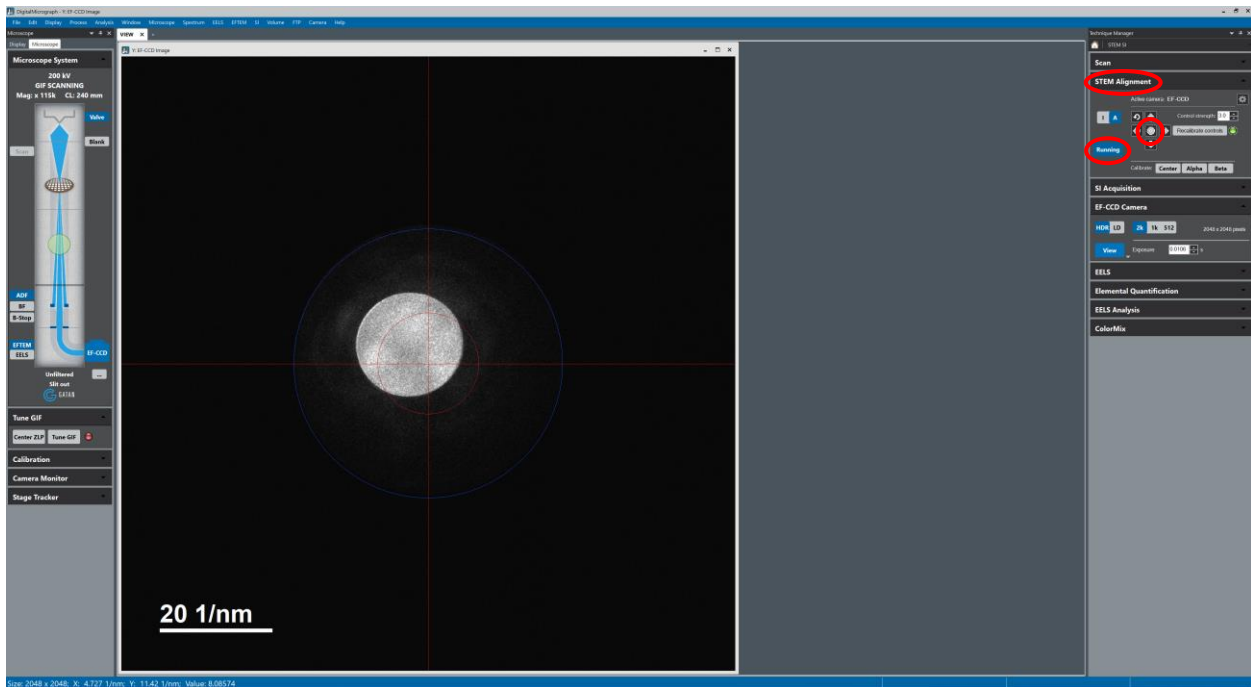 DigitalMicrograph - Y: EF-CCD Image
File Edit Display Process Analysis Window Microscope Spectrum EELS EFTEM SI Volume PTP Camera Help
Microscope
Display Microscope
Microscope System
200 kV
GIF SCANNING
Mag: x 115k CL: 240 mm
Valve
Blank
Scan
ADF
BF
B-Stop
EFTEM
EELS
EF-CCD
Unfiltered
...
Slit out
GATAN
Tune GIF
Center ZLP Tune GIF
Calibration
Camera Monitor
Stage Tracker
VIEW
Y: EF-CCD Image
20 1/nm
Technique Manager
STEM SI
Scan
STEM Alignment
Active camera: EF-CCD
I A
Control strength: 3.0
Recalibrate controls
Running
Calibrate: Center Alpha Beta
SI Acquisition
EF-CCD Camera
HDR LD 2k 1k 512 2048 x 2048 pixels
View Exposure 0.0100 s
EELS
Elemental Quantification
EELS Analysis
ColorMix
Size: 2048 x 2048; X: 4.727 1/nm; Y: 11.42 1/nm; Value: 8.08574